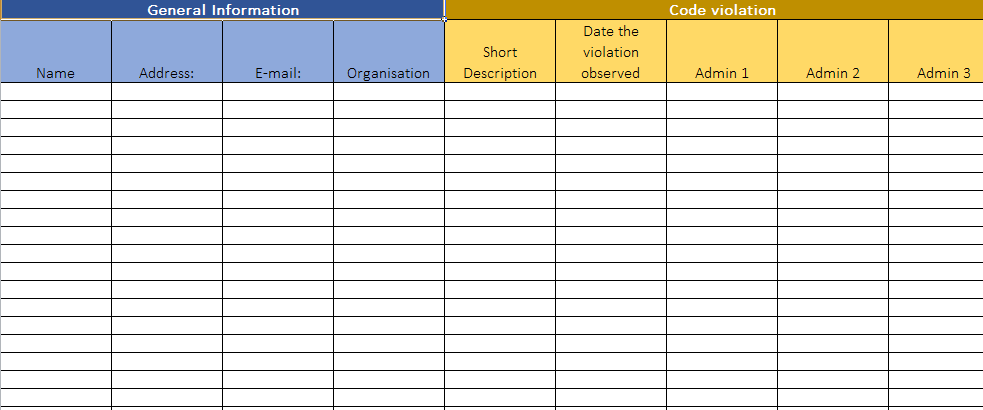 General Information
Code violation
Name
Address:
E-mail:
Organisation
Short
Description
Date the
violation
observed
Admin 1
Admin 2
Admin 3